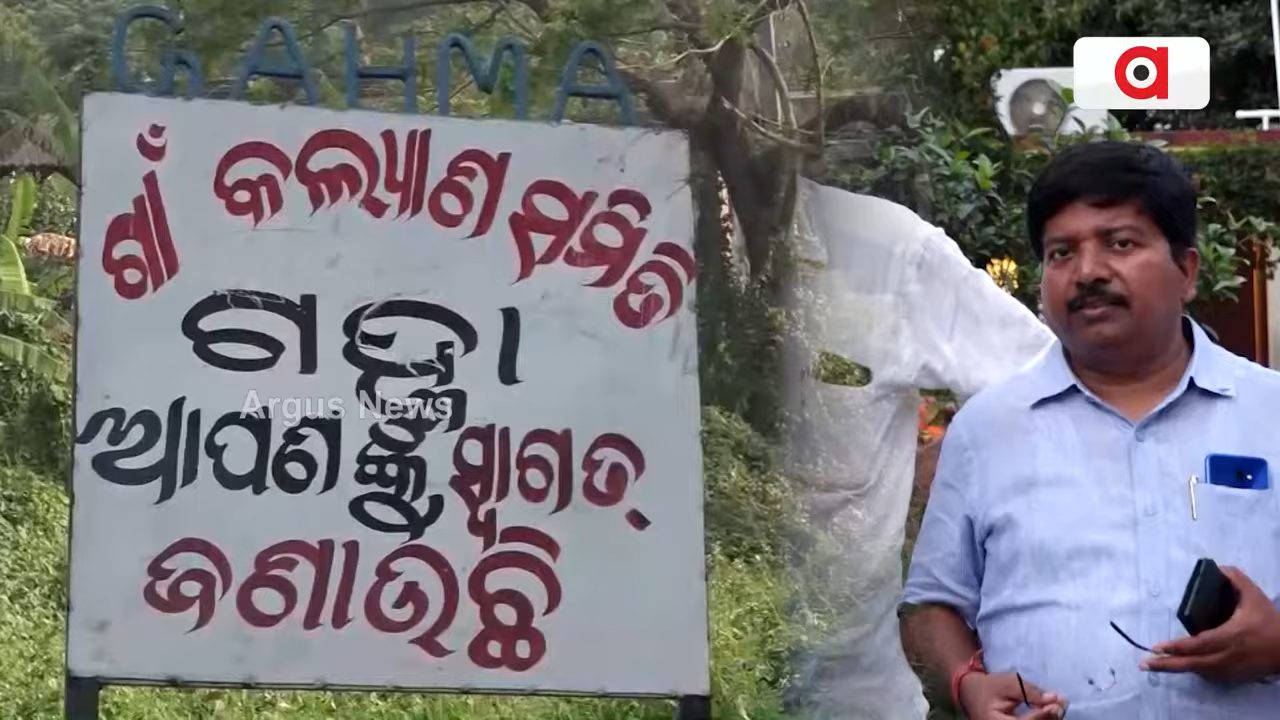 GAHMA
ଗାଁ କଲ୍ୟାଣ ସମିତି
ଗହ୍ମା
Argus News
ଆପଣଙ୍କୁ ସ୍ୱାଗତ୍
ଜଣାଉଛି
a